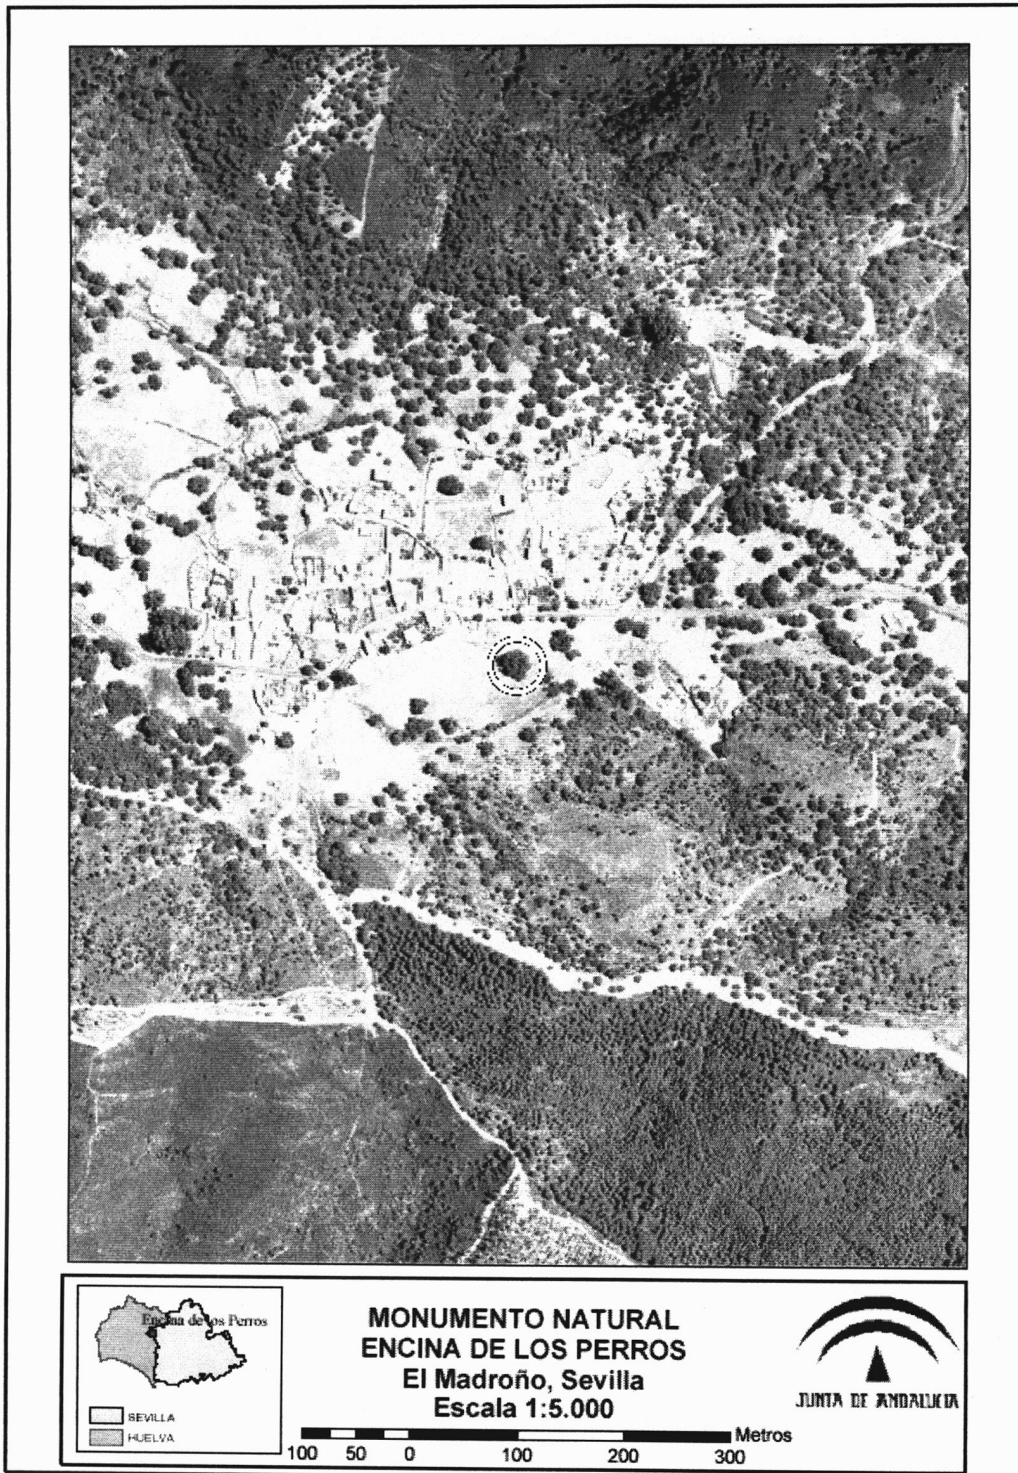 Encina de los Perros
SEVILLA
HUELVA
MONUMENTO NATURAL
ENCINA DE LOS PERROS
El Madroño, Sevilla
Escala 1:5.000
100 50 0 100 200 300 Metros
JUNTA DE ANDALUCIA